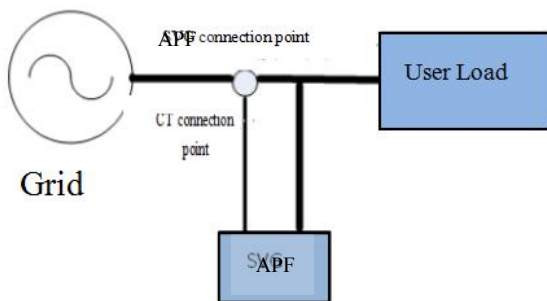 APF connection point
User Load
CT connection
point
Grid
APF